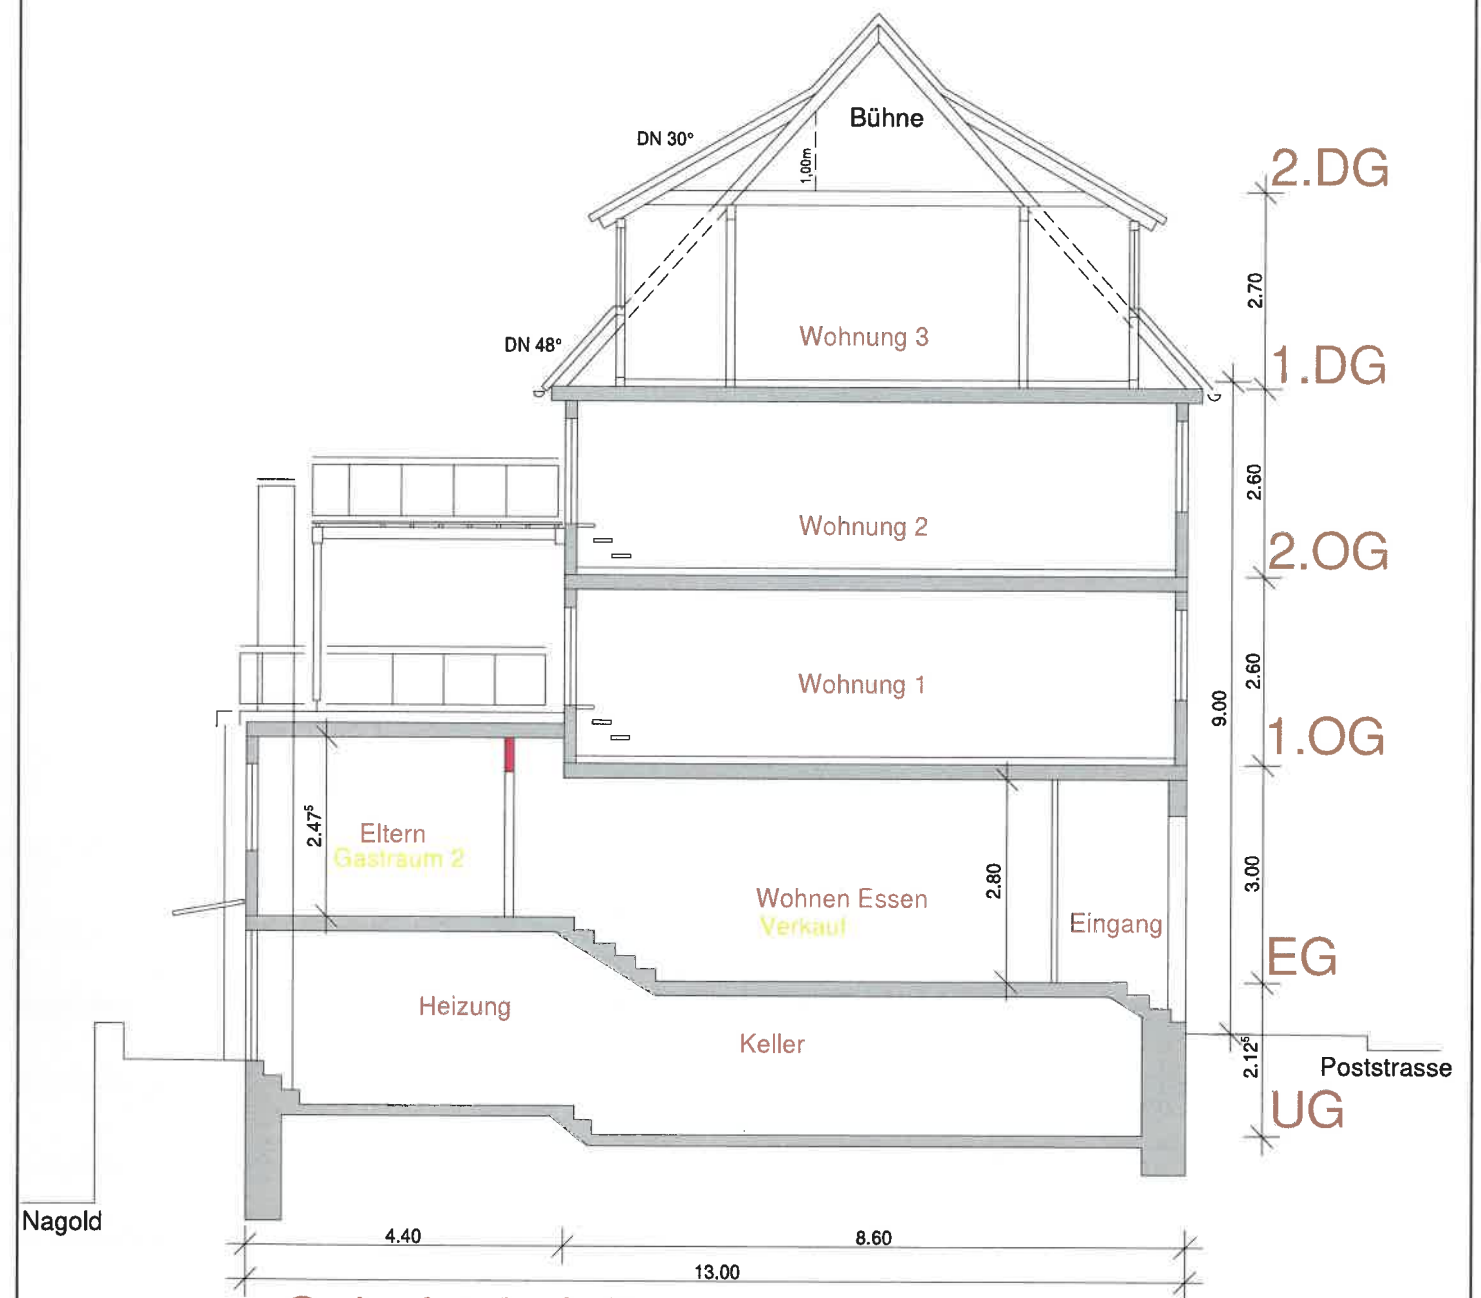 Bühne
DN 30°
1,00m
2.DG
2.70
Wohnung 3
DN 48°
1.DG
2.60
Wohnung 2
2.OG
2.60
Wohnung 1
9.00
1.OG
2.47⁵
Eltern
Gastraum 2
2.80
3.00
Wohnen Essen
Verkauf
Eingang
EG
Heizung
Keller
2.12⁵
Poststrasse
UG
Nagold
4.40
8.60
13.00